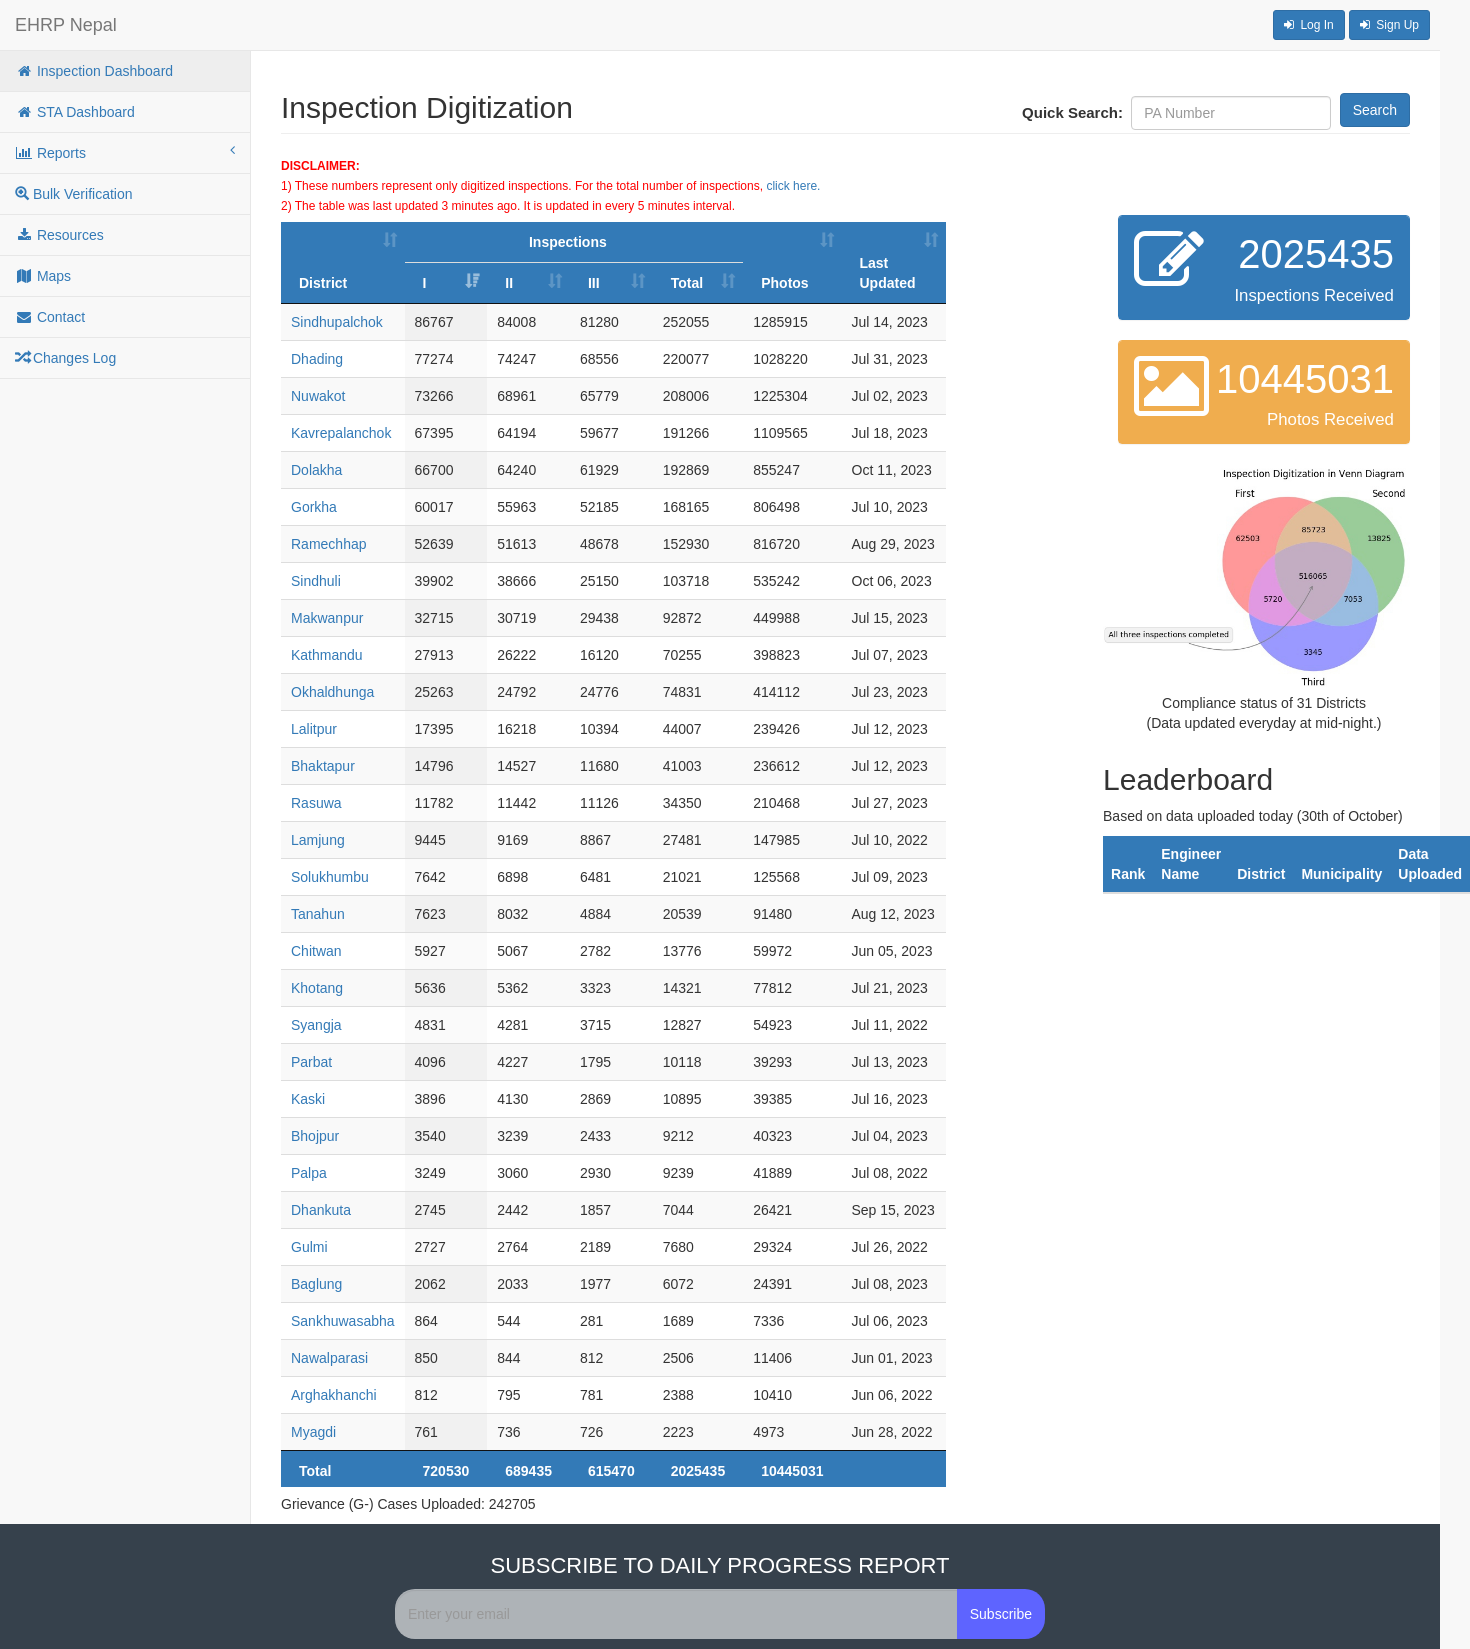 EHRP Nepal
Log In
Sign Up
Inspection Dashboard
STA Dashboard
Reports
Bulk Verification
Resources
Maps
Contact
Changes Log
Inspection Digitization
Quick Search: PA Number Search
DISCLAIMER:
1) These numbers represent only digitized inspections. For the total number of inspections, click here.
2) The table was last updated 3 minutes ago. It is updated in every 5 minutes interval.
Inspections
District I II III Total Photos Last Updated
Sindhupalchok 86767 84008 81280 252055 1285915 Jul 14, 2023
Dhading 77274 74247 68556 220077 1028220 Jul 31, 2023
Nuwakot 73266 68961 65779 208006 1225304 Jul 02, 2023
Kavrepalanchok 67395 64194 59677 191266 1109565 Jul 18, 2023
Dolakha 66700 64240 61929 192869 855247 Oct 11, 2023
Gorkha 60017 55963 52185 168165 806498 Jul 10, 2023
Ramechhap 52639 51613 48678 152930 816720 Aug 29, 2023
Sindhuli 39902 38666 25150 103718 535242 Oct 06, 2023
Makwanpur 32715 30719 29438 92872 449988 Jul 15, 2023
Kathmandu 27913 26222 16120 70255 398823 Jul 07, 2023
Okhaldhunga 25263 24792 24776 74831 414112 Jul 23, 2023
Lalitpur 17395 16218 10394 44007 239426 Jul 12, 2023
Bhaktapur 14796 14527 11680 41003 236612 Jul 12, 2023
Rasuwa 11782 11442 11126 34350 210468 Jul 27, 2023
Lamjung 9445 9169 8867 27481 147985 Jul 10, 2022
Solukhumbu 7642 6898 6481 21021 125568 Jul 09, 2023
Tanahun 7623 8032 4884 20539 91480 Aug 12, 2023
Chitwan 5927 5067 2782 13776 59972 Jun 05, 2023
Khotang 5636 5362 3323 14321 77812 Jul 21, 2023
Syangja 4831 4281 3715 12827 54923 Jul 11, 2022
Parbat 4096 4227 1795 10118 39293 Jul 13, 2023
Kaski 3896 4130 2869 10895 39385 Jul 16, 2023
Bhojpur 3540 3239 2433 9212 40323 Jul 04, 2023
Palpa 3249 3060 2930 9239 41889 Jul 08, 2022
Dhankuta 2745 2442 1857 7044 26421 Sep 15, 2023
Gulmi 2727 2764 2189 7680 29324 Jul 26, 2022
Baglung 2062 2033 1977 6072 24391 Jul 08, 2023
Sankhuwasabha 864 544 281 1689 7336 Jul 06, 2023
Nawalparasi 850 844 812 2506 11406 Jun 01, 2023
Arghakhanchi 812 795 781 2388 10410 Jun 06, 2022
Myagdi 761 736 726 2223 4973 Jun 28, 2022
Total 720530 689435 615470 2025435 10445031
Grievance (G-) Cases Uploaded: 242705
2025435
Inspections Received
10445031
Photos Received
Inspection Digitization in Venn Diagram
First Second
85723
62503 13825
516065
5720 7053
All three inspections completed
3345
Third
Compliance status of 31 Districts
(Data updated everyday at mid-night.)
Leaderboard
Based on data uploaded today (30th of October)
Rank Engineer Name District Municipality Data Uploaded
SUBSCRIBE TO DAILY PROGRESS REPORT
Enter your email Subscribe